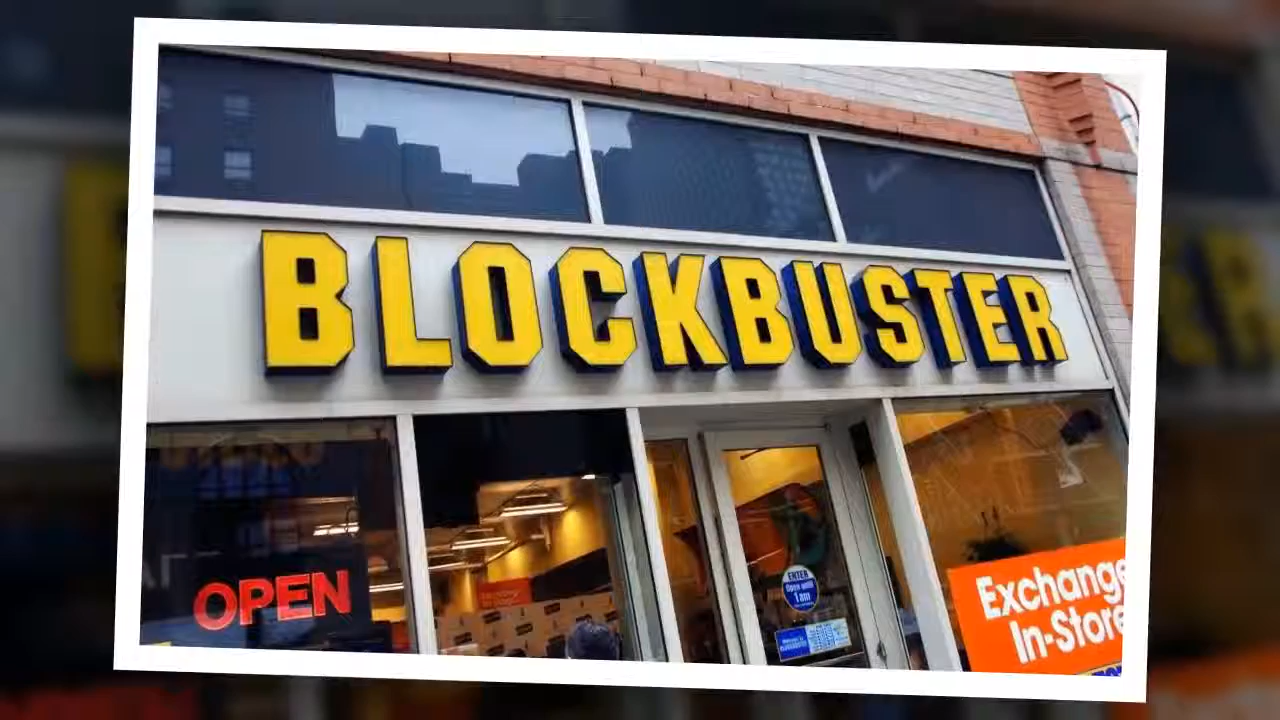 BLOCKBUSTER
OPEN
ENTER
Open until
1am
Exchange
In-Store